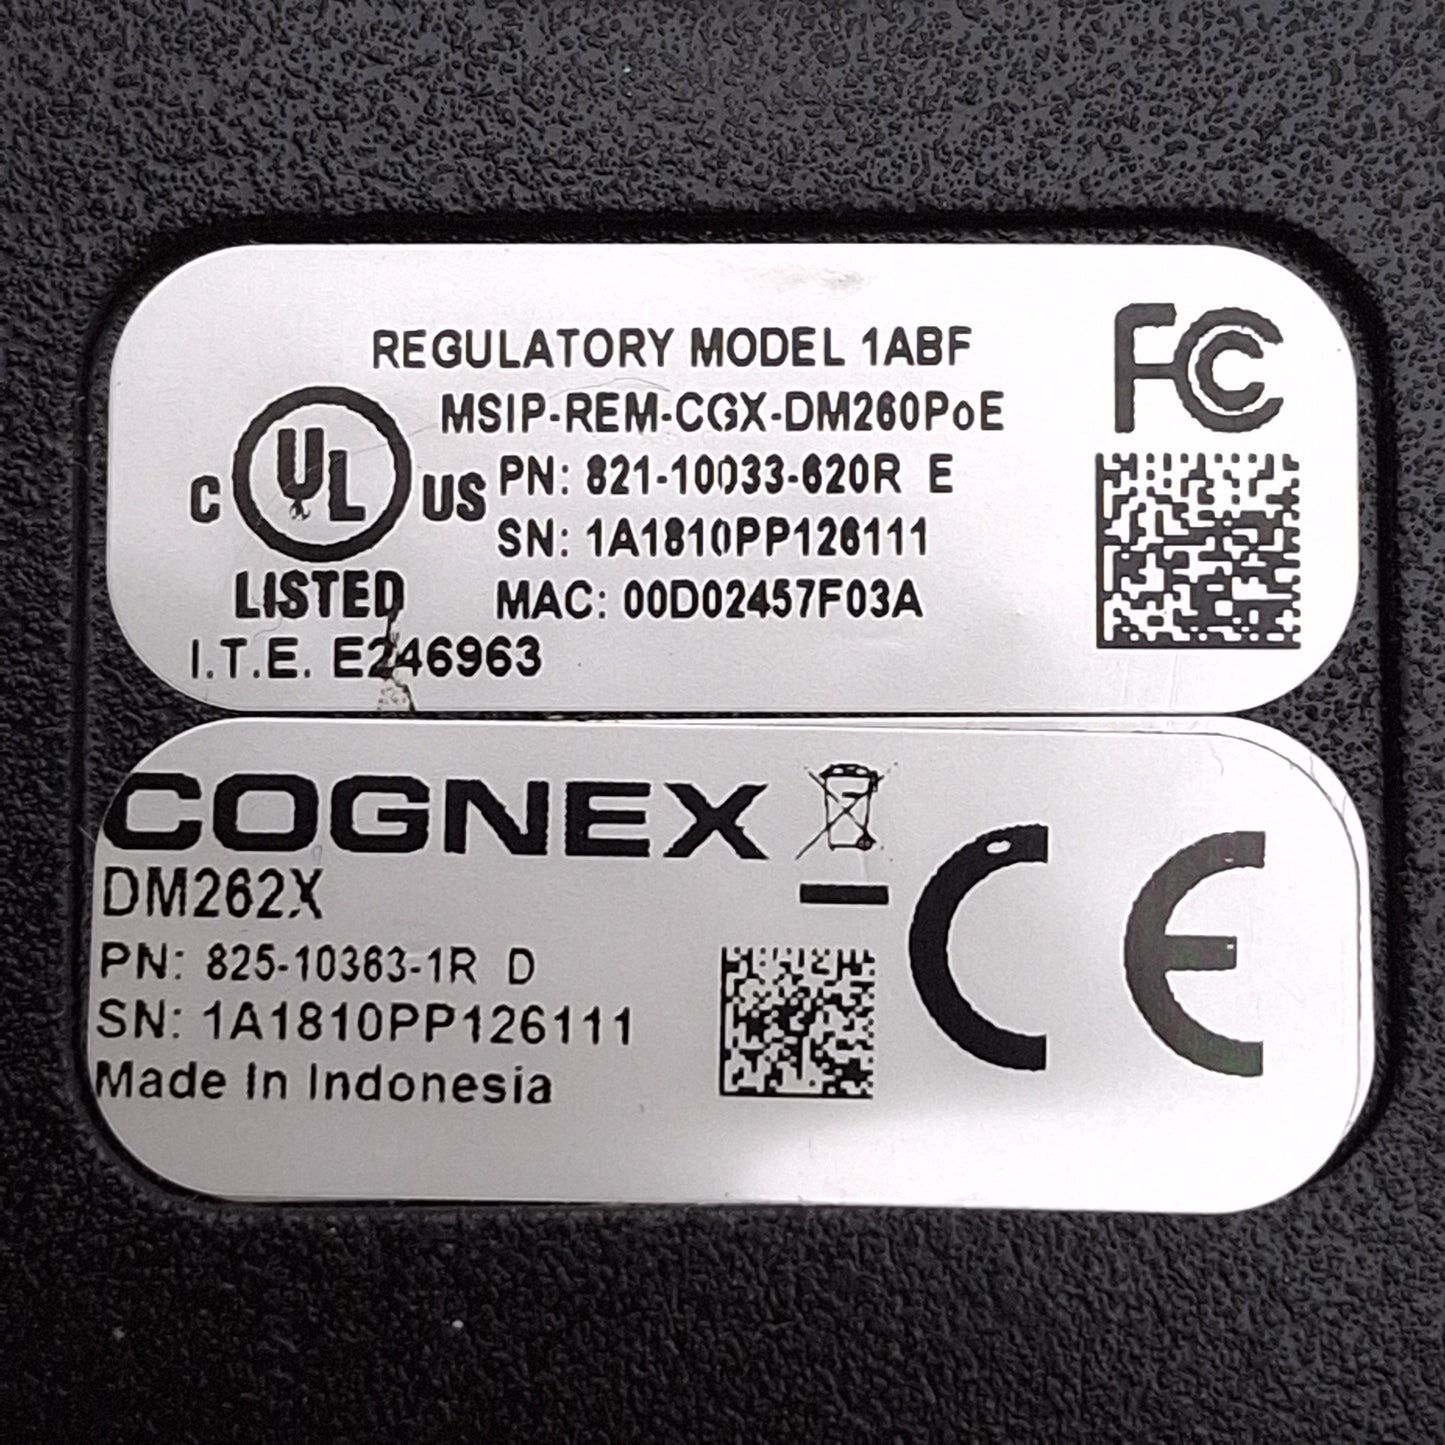 REGULATORY MODEL 1ABF
FC
MSIP-REM-CGX-DM260PoE
C UL US
PN: 821-10033-620R E
SN: 1A1810PP126111
LISTED
MAC: 00D02457F03A
I.T.E. E246963
COGNEX
DM262X
CE
PN: 825-10363-1R D
SN: 1A1810PP126111
Made In Indonesia